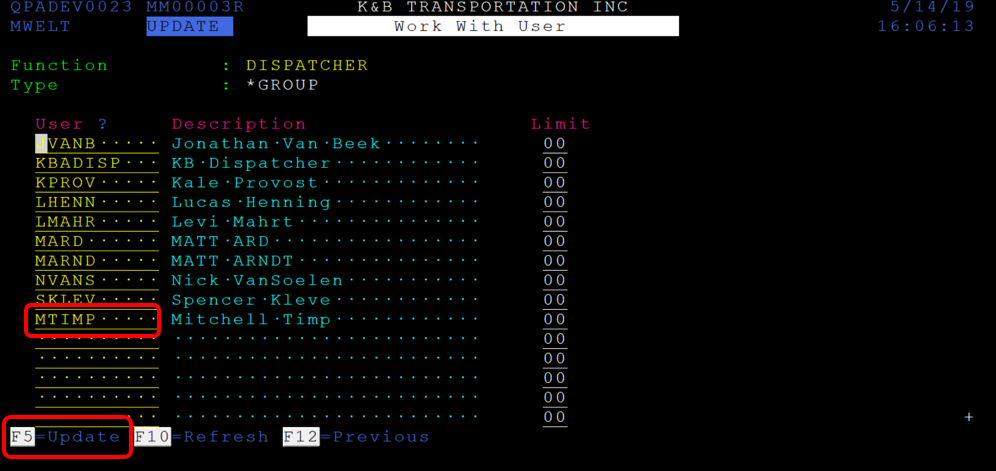 QPADEV0023 MM00003R K&B TRANSPORTATION INC 5/14/19
MWELT UPDATE Work With User 16:06:13
Function : DISPATCHER
Type : *GROUP
User ? Description Limit
VANB····· Jonathan·Van·Beek········ 00
KBADISP··· KB·Dispatcher············ 00
KPROV····· Kale·Provost············· 00
LHENN····· Lucas·Henning············ 00
LMAHR····· Levi·Mahrt··············· 00
MARD······ MATT·ARD················· 00
MARND····· MATT·ARNDT··············· 00
NVANS····· Nick·VanSoelen··········· 00
SKLEV····· Spencer·Kleve············ 00
MTIMP····· Mitchell·Timp············ 00
·········· ························· 00
·········· ························· 00
·········· ························· 00
·········· ························· 00
·········· ························· 00 +
F5=Update F10=Refresh F12=Previous